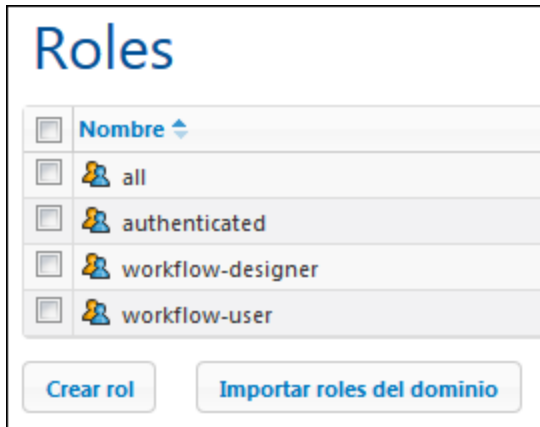 Roles
Nombre
all
authenticated
workflow-designer
workflow-user
Crear rol Importar roles del dominio